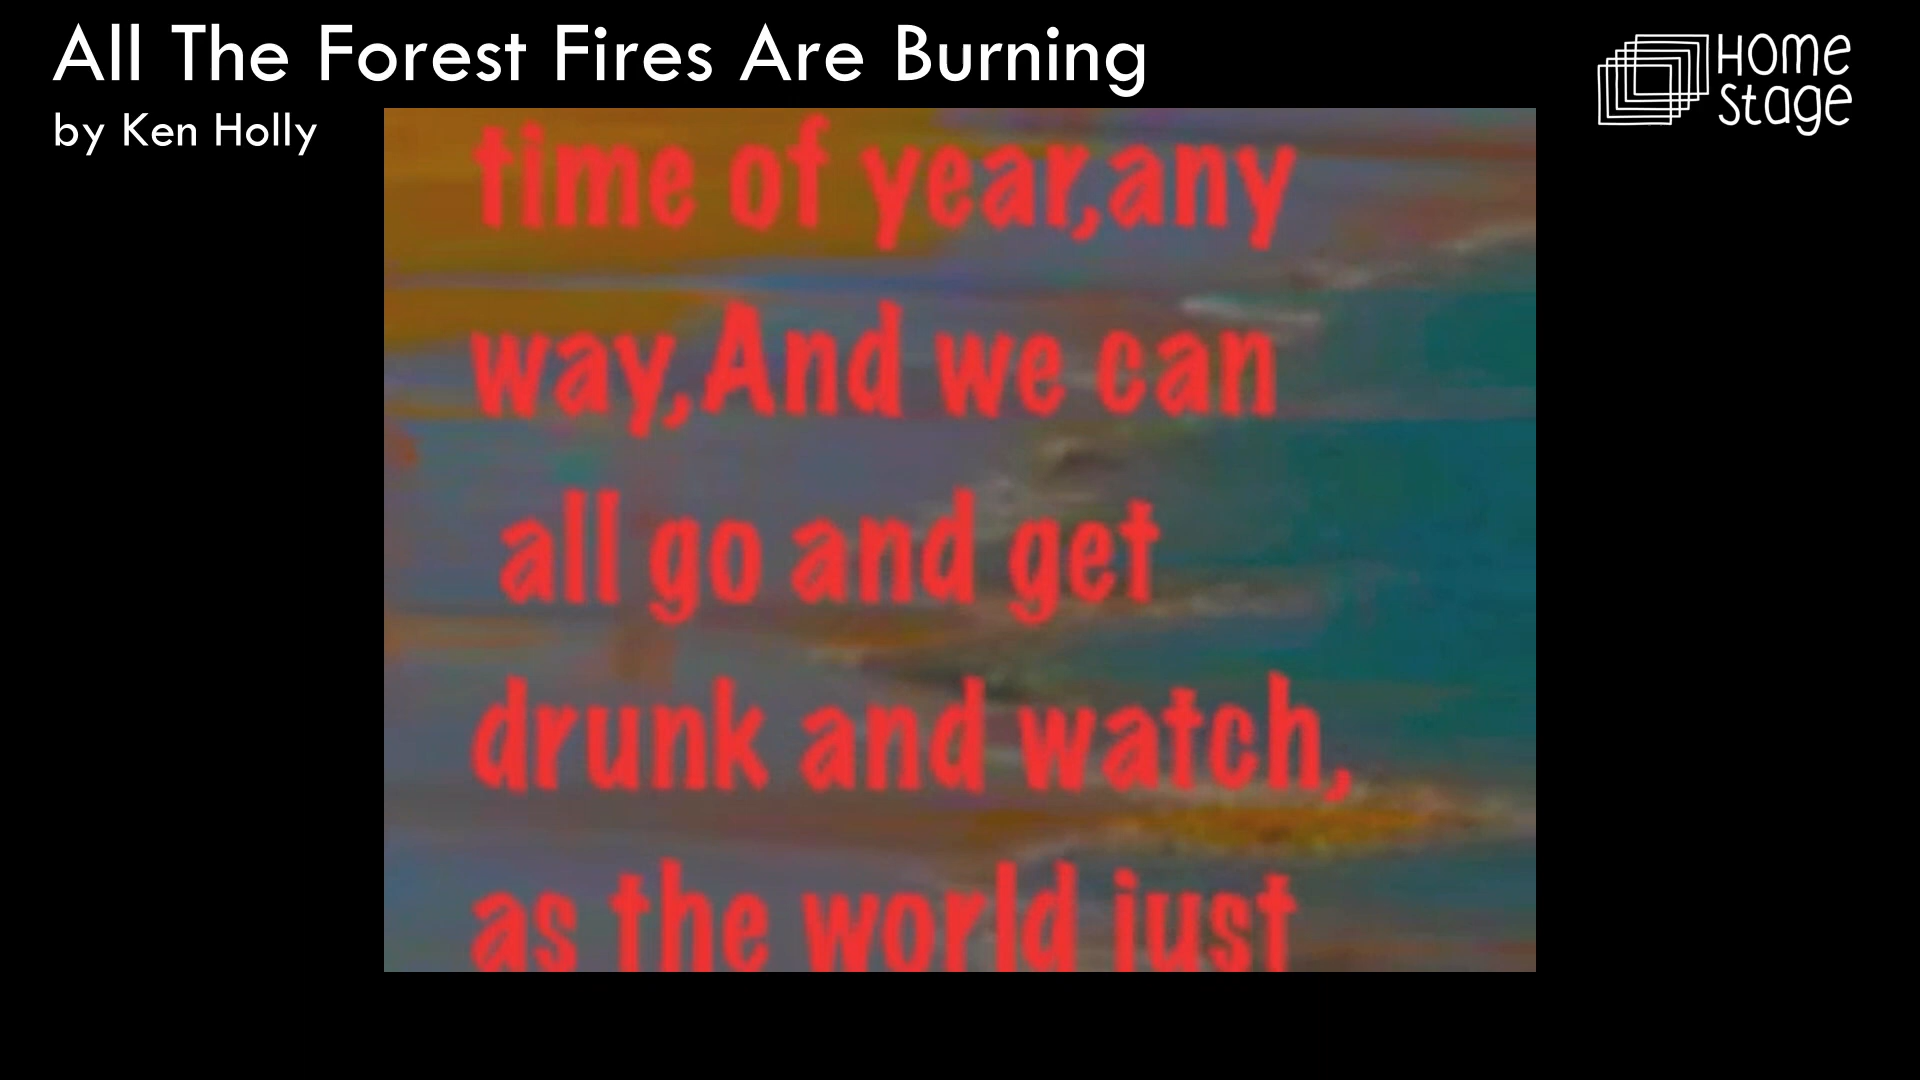 All The Forest Fires Are Burning
by Ken Holly
Home
Stage
time of year,any
way,And we can
all go and get
drunk and watch,
as the world just